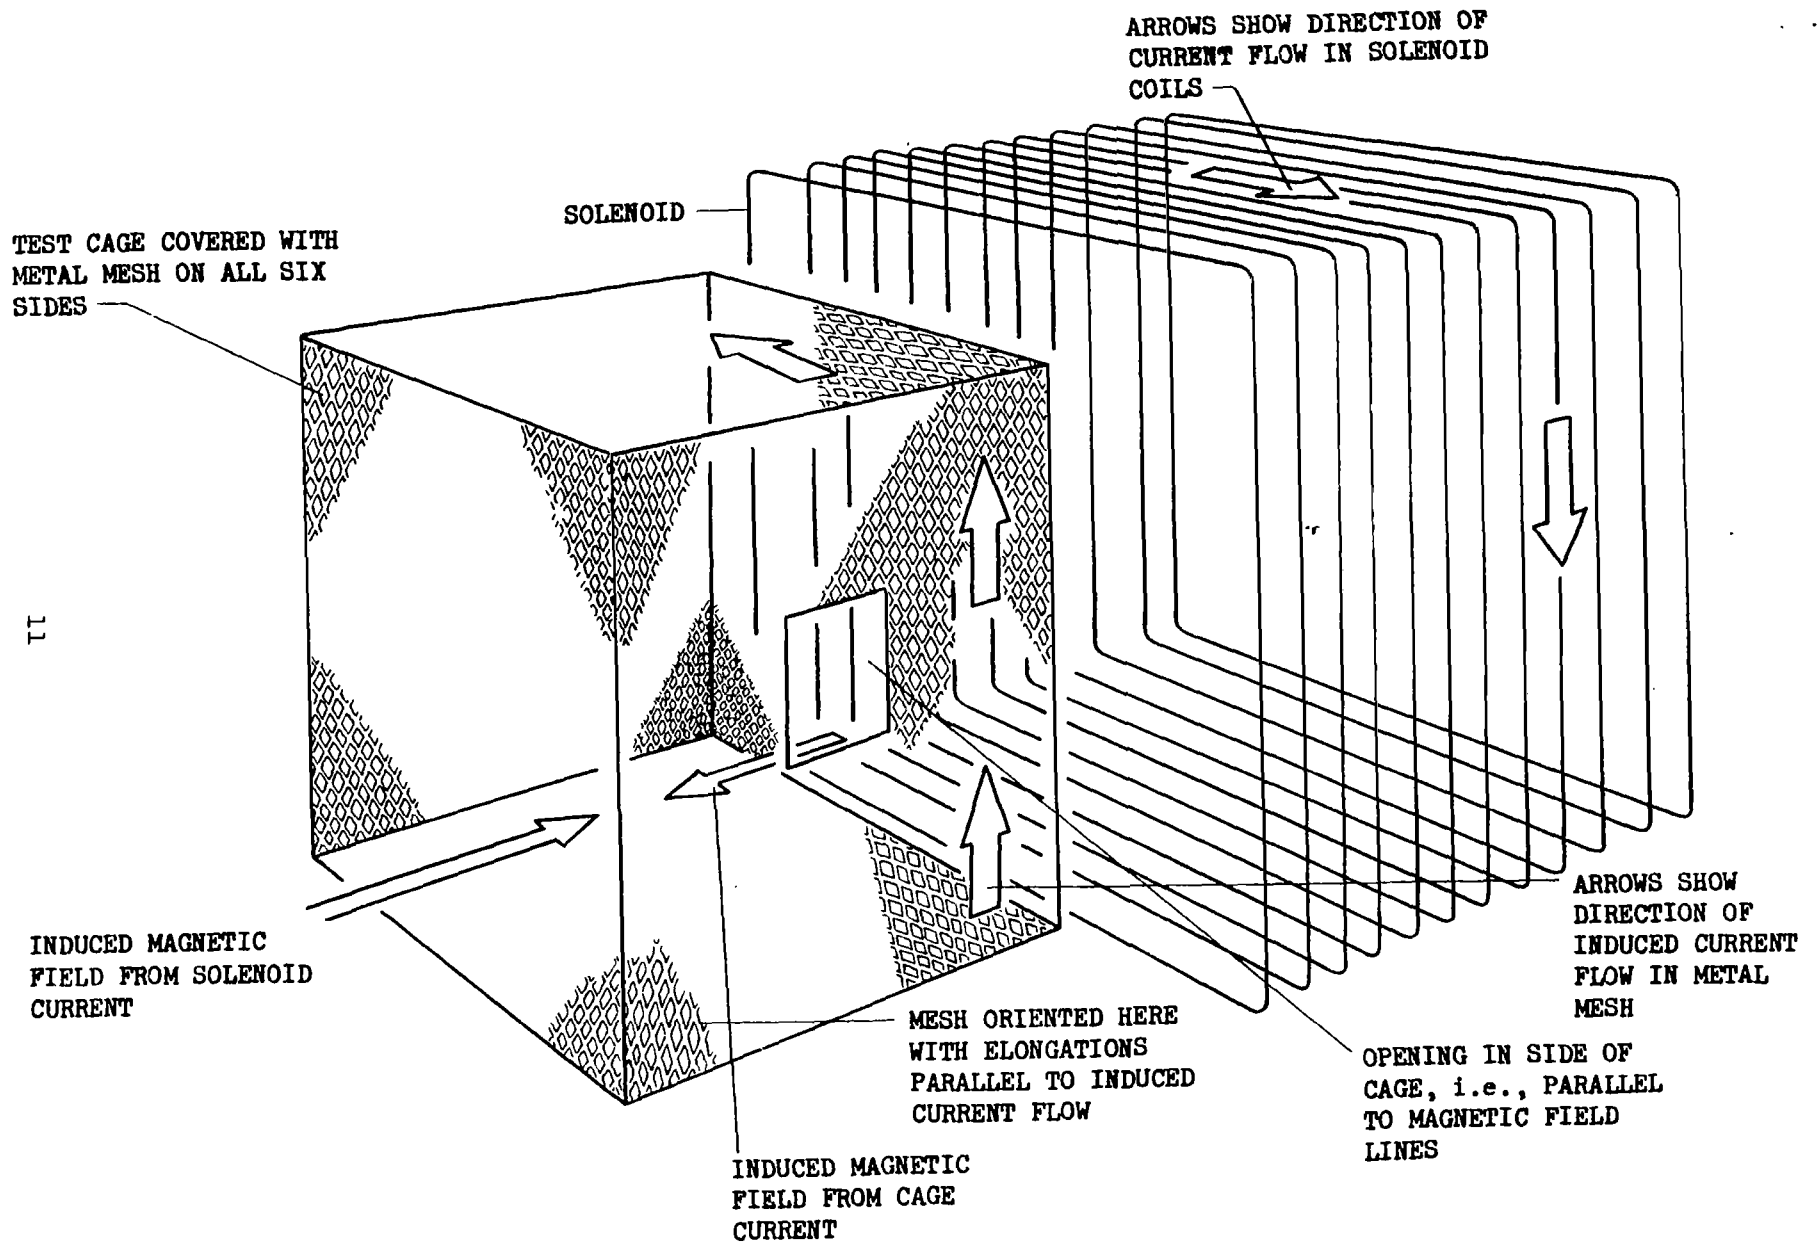 ARROWS SHOW DIRECTION OF
CURRENT FLOW IN SOLENOID
COILS
SOLENOID
TEST CAGE COVERED WITH
METAL MESH ON ALL SIX
SIDES
11
INDUCED MAGNETIC
FIELD FROM SOLENOID
CURRENT
MESH ORIENTED HERE
WITH ELONGATIONS
PARALLEL TO INDUCED
CURRENT FLOW
INDUCED MAGNETIC
FIELD FROM CAGE
CURRENT
ARROWS SHOW
DIRECTION OF
INDUCED CURRENT
FLOW IN METAL
MESH
OPENING IN SIDE OF
CAGE, i.e., PARALLEL
TO MAGNETIC FIELD
LINES